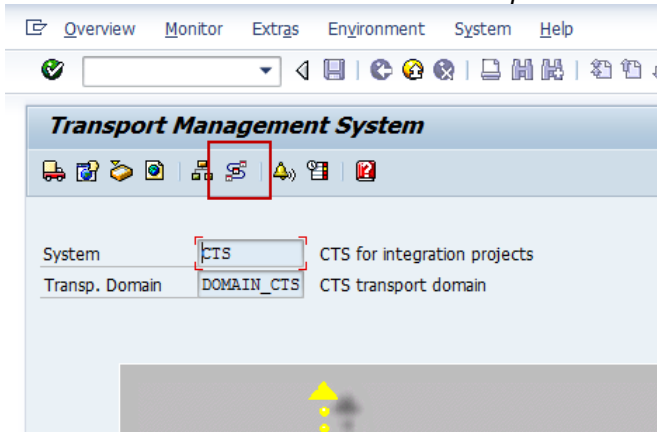 Overview Monitor Extras Environment System Help
Transport Management System
System CTS CTS for integration projects
Transp. Domain DOMAIN_CTS CTS transport domain